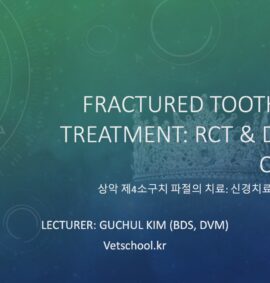 FRACTURED TOOTH
TREATMENT: RCT & D
C
상악 제4소구치 파절의 치료: 신경치료
LECTURER: GUCHUL KIM (BDS, DVM)
Vetschool.kr